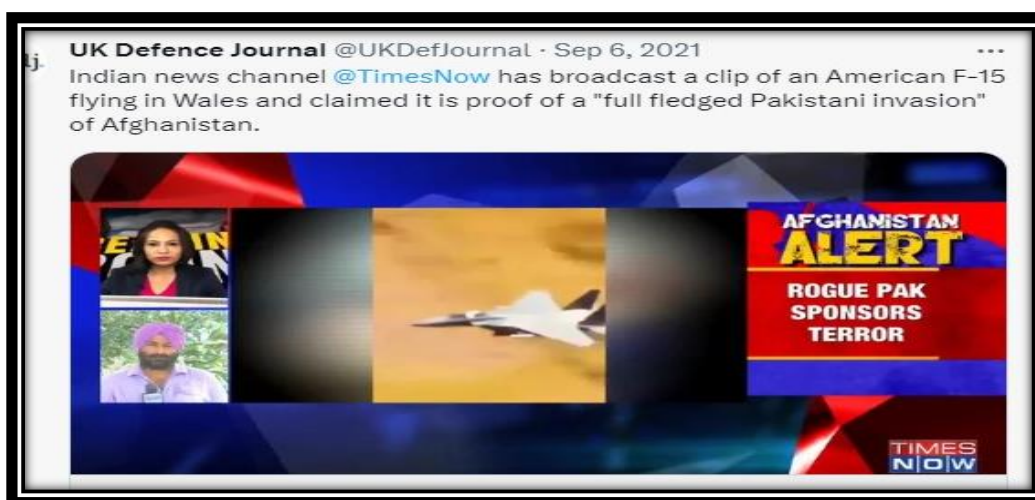 UK Defence Journal @UKDefJournal · Sep 6, 2021
Indian news channel @TimesNow has broadcast a clip of an American F-15
flying in Wales and claimed it is proof of a "full fledged Pakistani invasion"
of Afghanistan.
AFGHANISTAN
ALERT
ROGUE PAK
SPONSORS
TERROR
TIMES
NOW